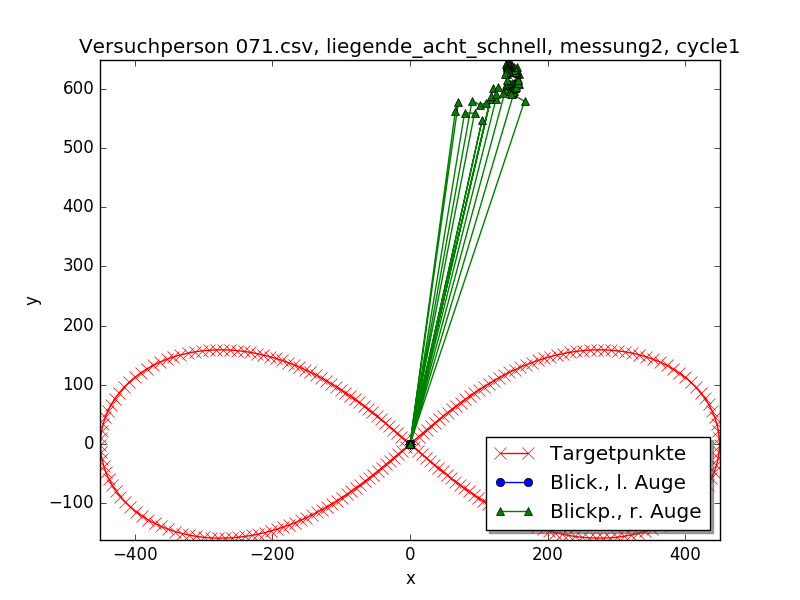 Versuchperson 071.csv, liegende_acht_schnell, messung2, cycle1
600
500
400
300
200
100
0
−100
y
−400
−200
0
200
400
x
Targetpunkte
Blick., l. Auge
Blickp., r. Auge